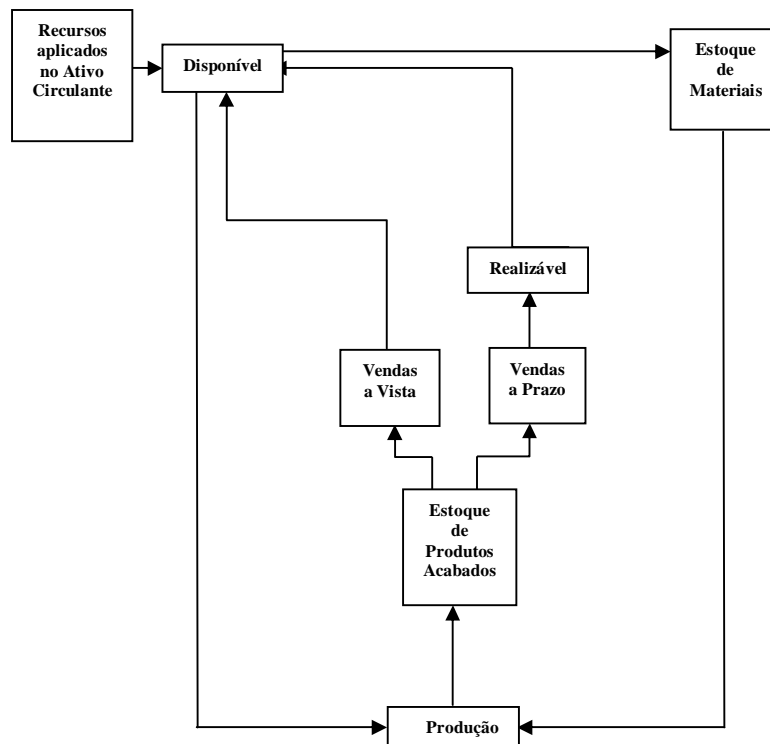 Recursos
aplicados
no Ativo
Circulante
Disponível
Estoque
de
Materiais
Realizável
Vendas
a Vista
Vendas
a Prazo
Estoque
de
Produtos
Acabados
Produção